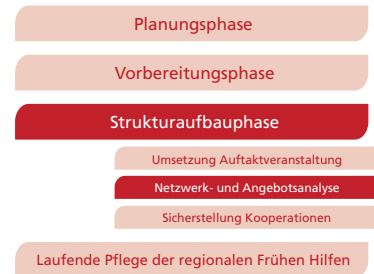 Planungsphase
Vorbereitungsphase
Strukturaufbauphase
Umsetzung Auftaktveranstaltung
Netzwerk- und Angebotsanalyse
Sicherstellung Kooperationen
Laufende Pflege der regionalen Frühen Hilfen